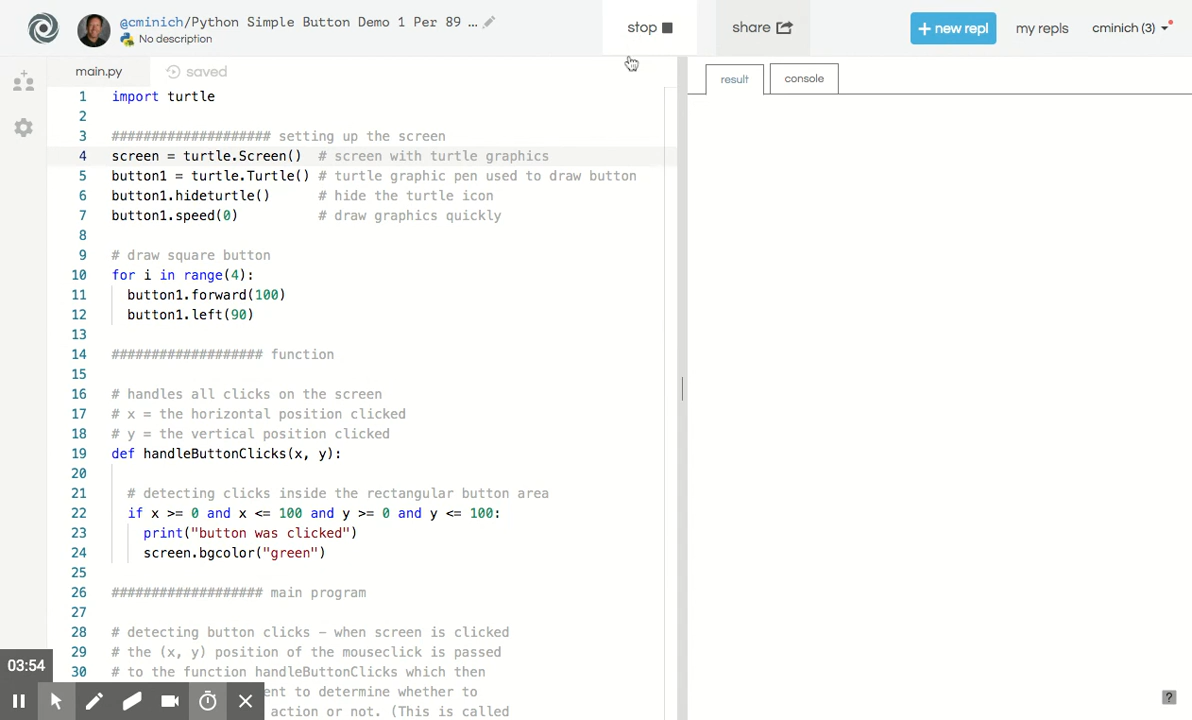 @cminich/Python Simple Button Demo 1 Per 89 ...
No description
stop
share
+ new repl
my repls
cminich (3)
main.py
saved
result
console
1 import turtle
2
3 #################### setting up the screen
4 screen = turtle.Screen()  # screen with turtle graphics
5 button1 = turtle.Turtle() # turtle graphic pen used to draw button
6 button1.hideturtle()      # hide the turtle icon
7 button1.speed(0)          # draw graphics quickly
8
9 # draw square button
10 for i in range(4):
11   button1.forward(100)
12   button1.left(90)
13
14 ################### function
15
16 # handles all clicks on the screen
17 # x = the horizontal position clicked
18 # y = the vertical position clicked
19 def handleButtonClicks(x, y):
20
21   # detecting clicks inside the rectangular button area
22   if x >= 0 and x <= 100 and y >= 0 and y <= 100:
23     print("button was clicked")
24     screen.bgcolor("green")
25
26 ################### main program
27
28 # detecting button clicks – when screen is clicked
29 # the (x, y) position of the mouseclick is passed
30 # to the function handleButtonClicks which then
ent to determine whether to
action or not. (This is called
03:54
?